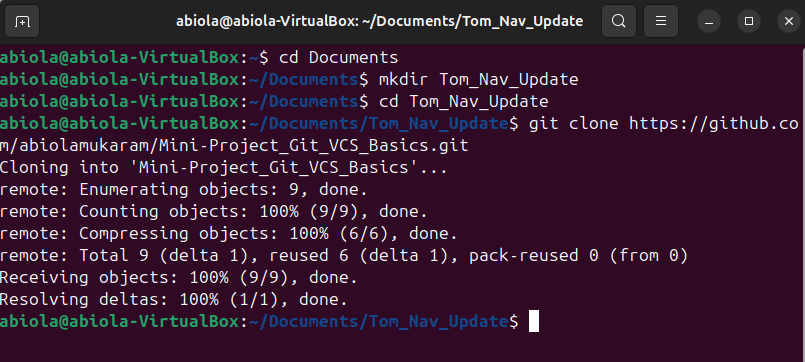 abiola@abiola-VirtualBox: ~/Documents/Tom_Nav_Update
abiola@abiola-VirtualBox:~$ cd Documents
abiola@abiola-VirtualBox:~/Documents$ mkdir Tom_Nav_Update
abiola@abiola-VirtualBox:~/Documents$ cd Tom_Nav_Update
abiola@abiola-VirtualBox:~/Documents/Tom_Nav_Update$ git clone https://github.co
m/abiolamukaram/Mini-Project_Git_VCS_Basics.git
Cloning into 'Mini-Project_Git_VCS_Basics'...
remote: Enumerating objects: 9, done.
remote: Counting objects: 100% (9/9), done.
remote: Compressing objects: 100% (6/6), done.
remote: Total 9 (delta 1), reused 6 (delta 1), pack-reused 0 (from 0)
Receiving objects: 100% (9/9), done.
Resolving deltas: 100% (1/1), done.
abiola@abiola-VirtualBox:~/Documents/Tom_Nav_Update$